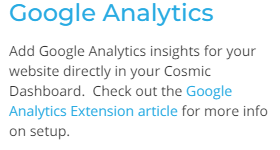 Google Analytics
Add Google Analytics insights for your
website directly in your Cosmic
Dashboard.  Check out the Google
Analytics Extension article for more info
on setup.